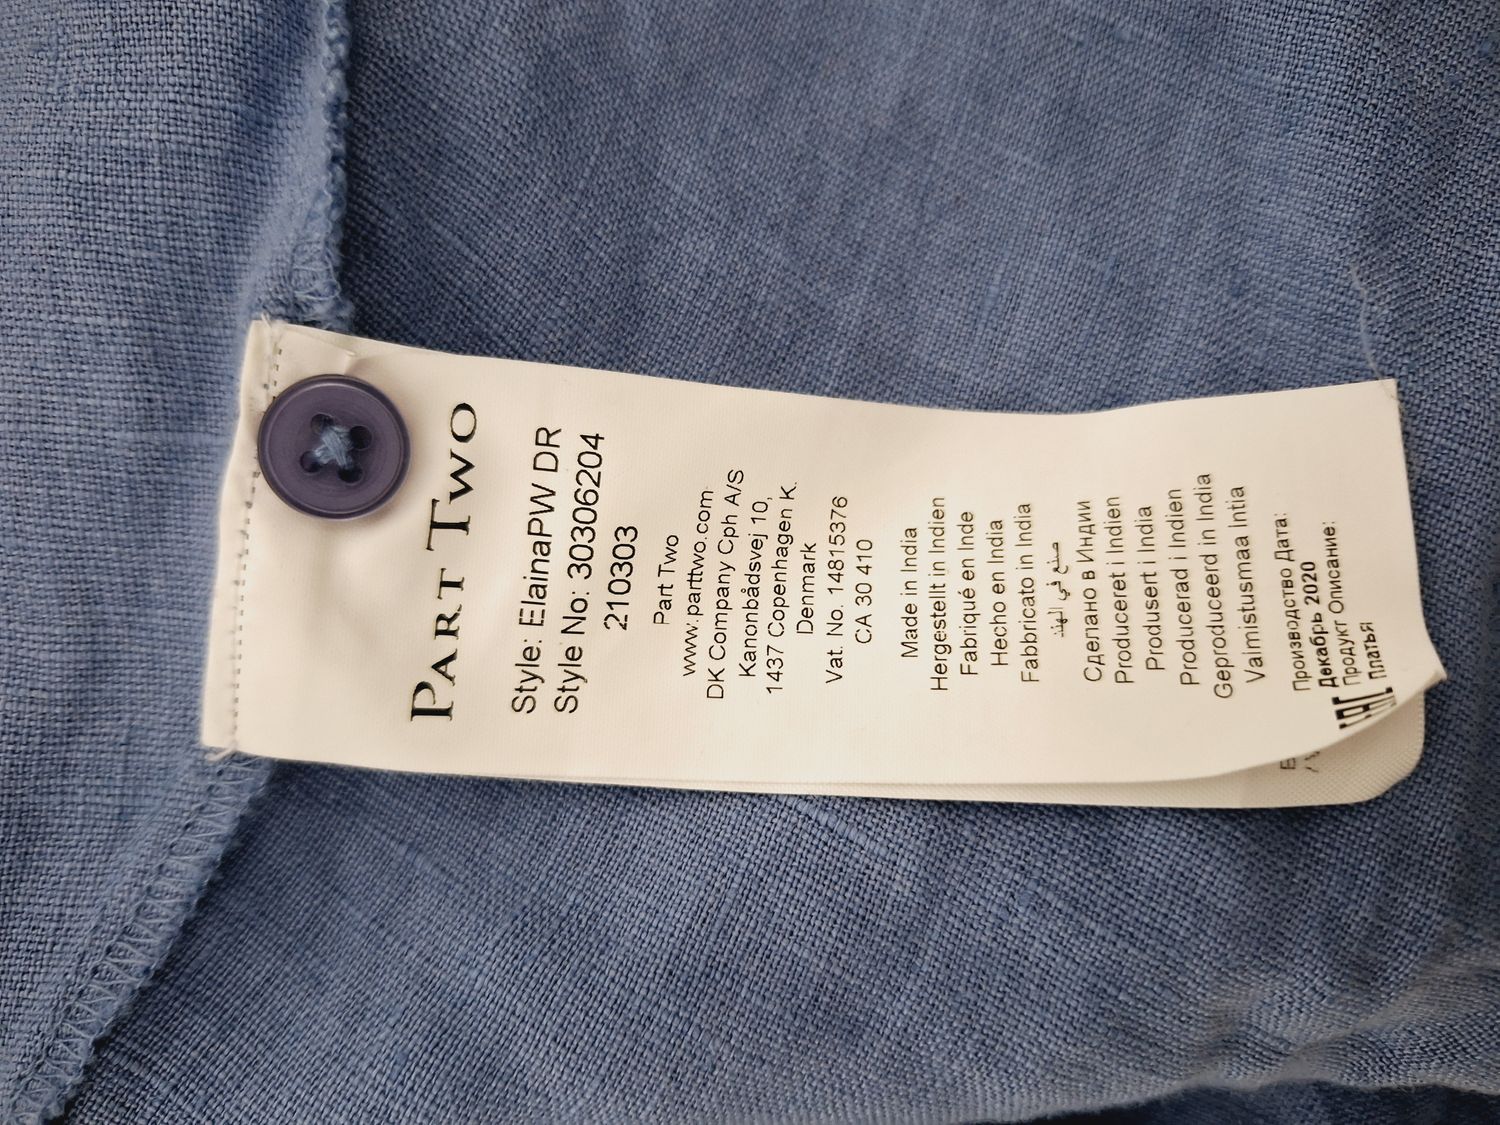 PART TWO
Style: ElainaPW DR
Style No: 30306204
210303
Part Two
www.parttwo.com
DK Company Cph A/S
Kanonbådsvej 10,
1437 Copenhagen K.
Denmark
Vat. No. 14815376
CA 30 410
Made in India
Hergestellt in Indien
Fabriqué en Inde
Hecho en India
Fabbricato in India
صنع في الهند
Сделано в Индии
Produceret i Indien
Produsert i India
Producerad i Indien
Geproduceerd in India
Valmistusmaa Intia
Производство Дата:
Декабрь 2020
Продукт Описание:
Платья
EAC